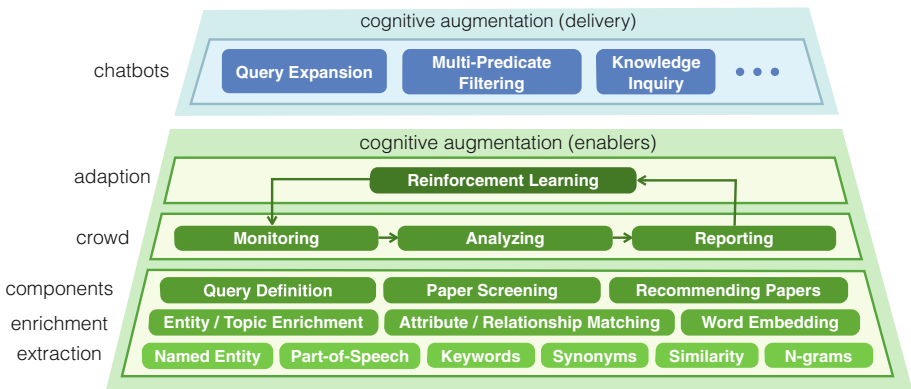 cognitive augmentation (delivery)
chatbots
Query Expansion
Multi-Predicate
Filtering
Knowledge
Inquiry
cognitive augmentation (enablers)
adaption
Reinforcement Learning
crowd
Monitoring
Analyzing
Reporting
components
Query Definition
Paper Screening
Recommending Papers
enrichment
Entity / Topic Enrichment
Attribute / Relationship Matching
Word Embedding
extraction
Named Entity
Part-of-Speech
Keywords
Synonyms
Similarity
N-grams